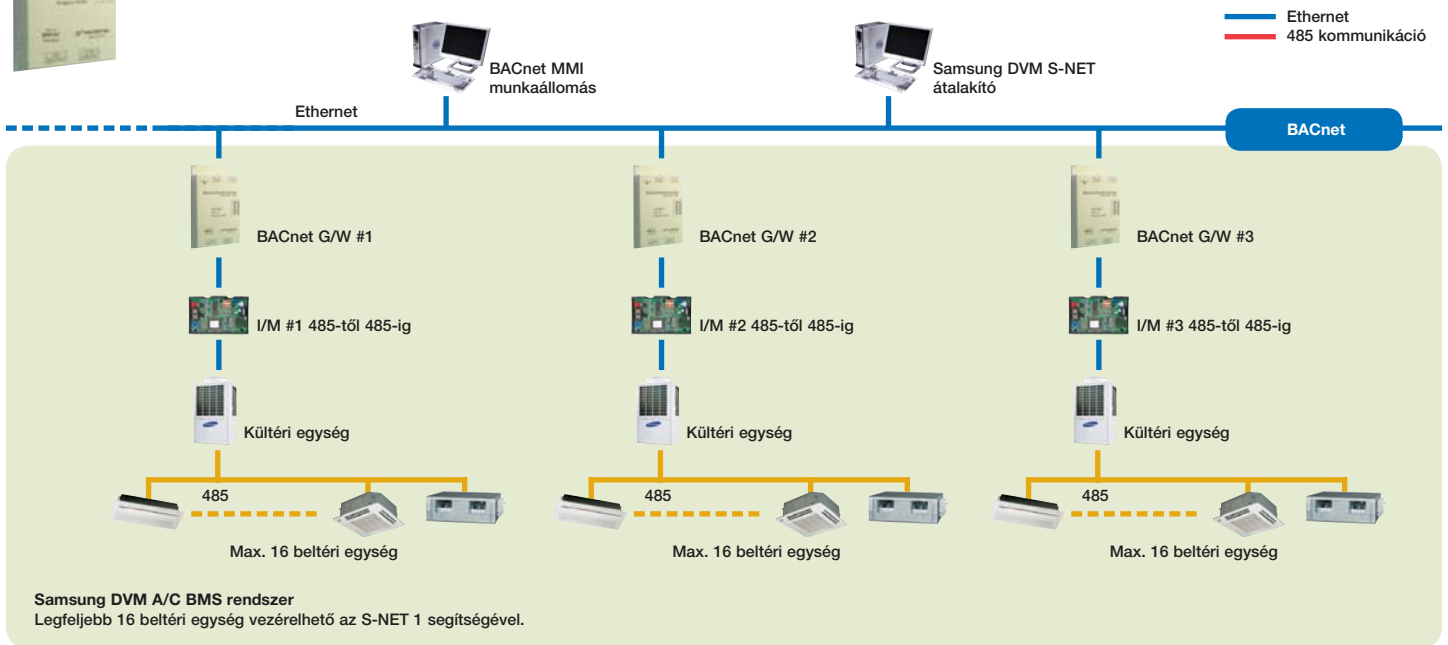 Ethernet
485 kommunikáció
BACnet MMI
munkaállomás
Samsung DVM S-NET
átalakító
Ethernet
BACnet
BACnet G/W #1
BACnet G/W #2
BACnet G/W #3
I/M #1 485-től 485-ig
I/M #2 485-től 485-ig
I/M #3 485-től 485-ig
Kültéri egység
Kültéri egység
Kültéri egység
485
485
485
Max. 16 beltéri egység
Max. 16 beltéri egység
Max. 16 beltéri egység
Samsung DVM A/C BMS rendszer
Legfeljebb 16 beltéri egység vezérelhető az S-NET 1 segítségével.